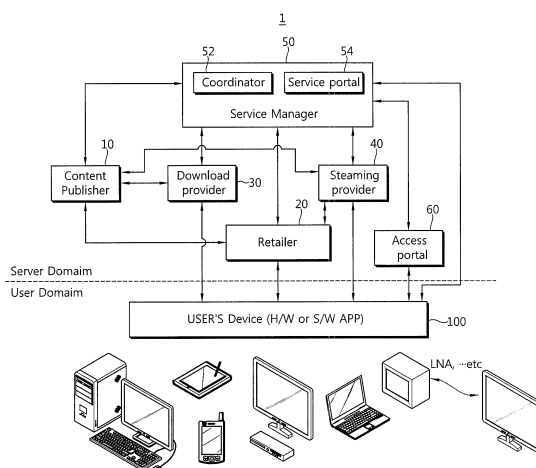 1
50
52
54
Coordinator
Service portal
Service Manager
10
Content
Publisher
Download
provider
30
40
Steaming
provider
20
Retailer
60
Access
portal
Server Domaim
User Domaim
USER'S Device (H/W or S/W APP)
100
LNA, ···etc